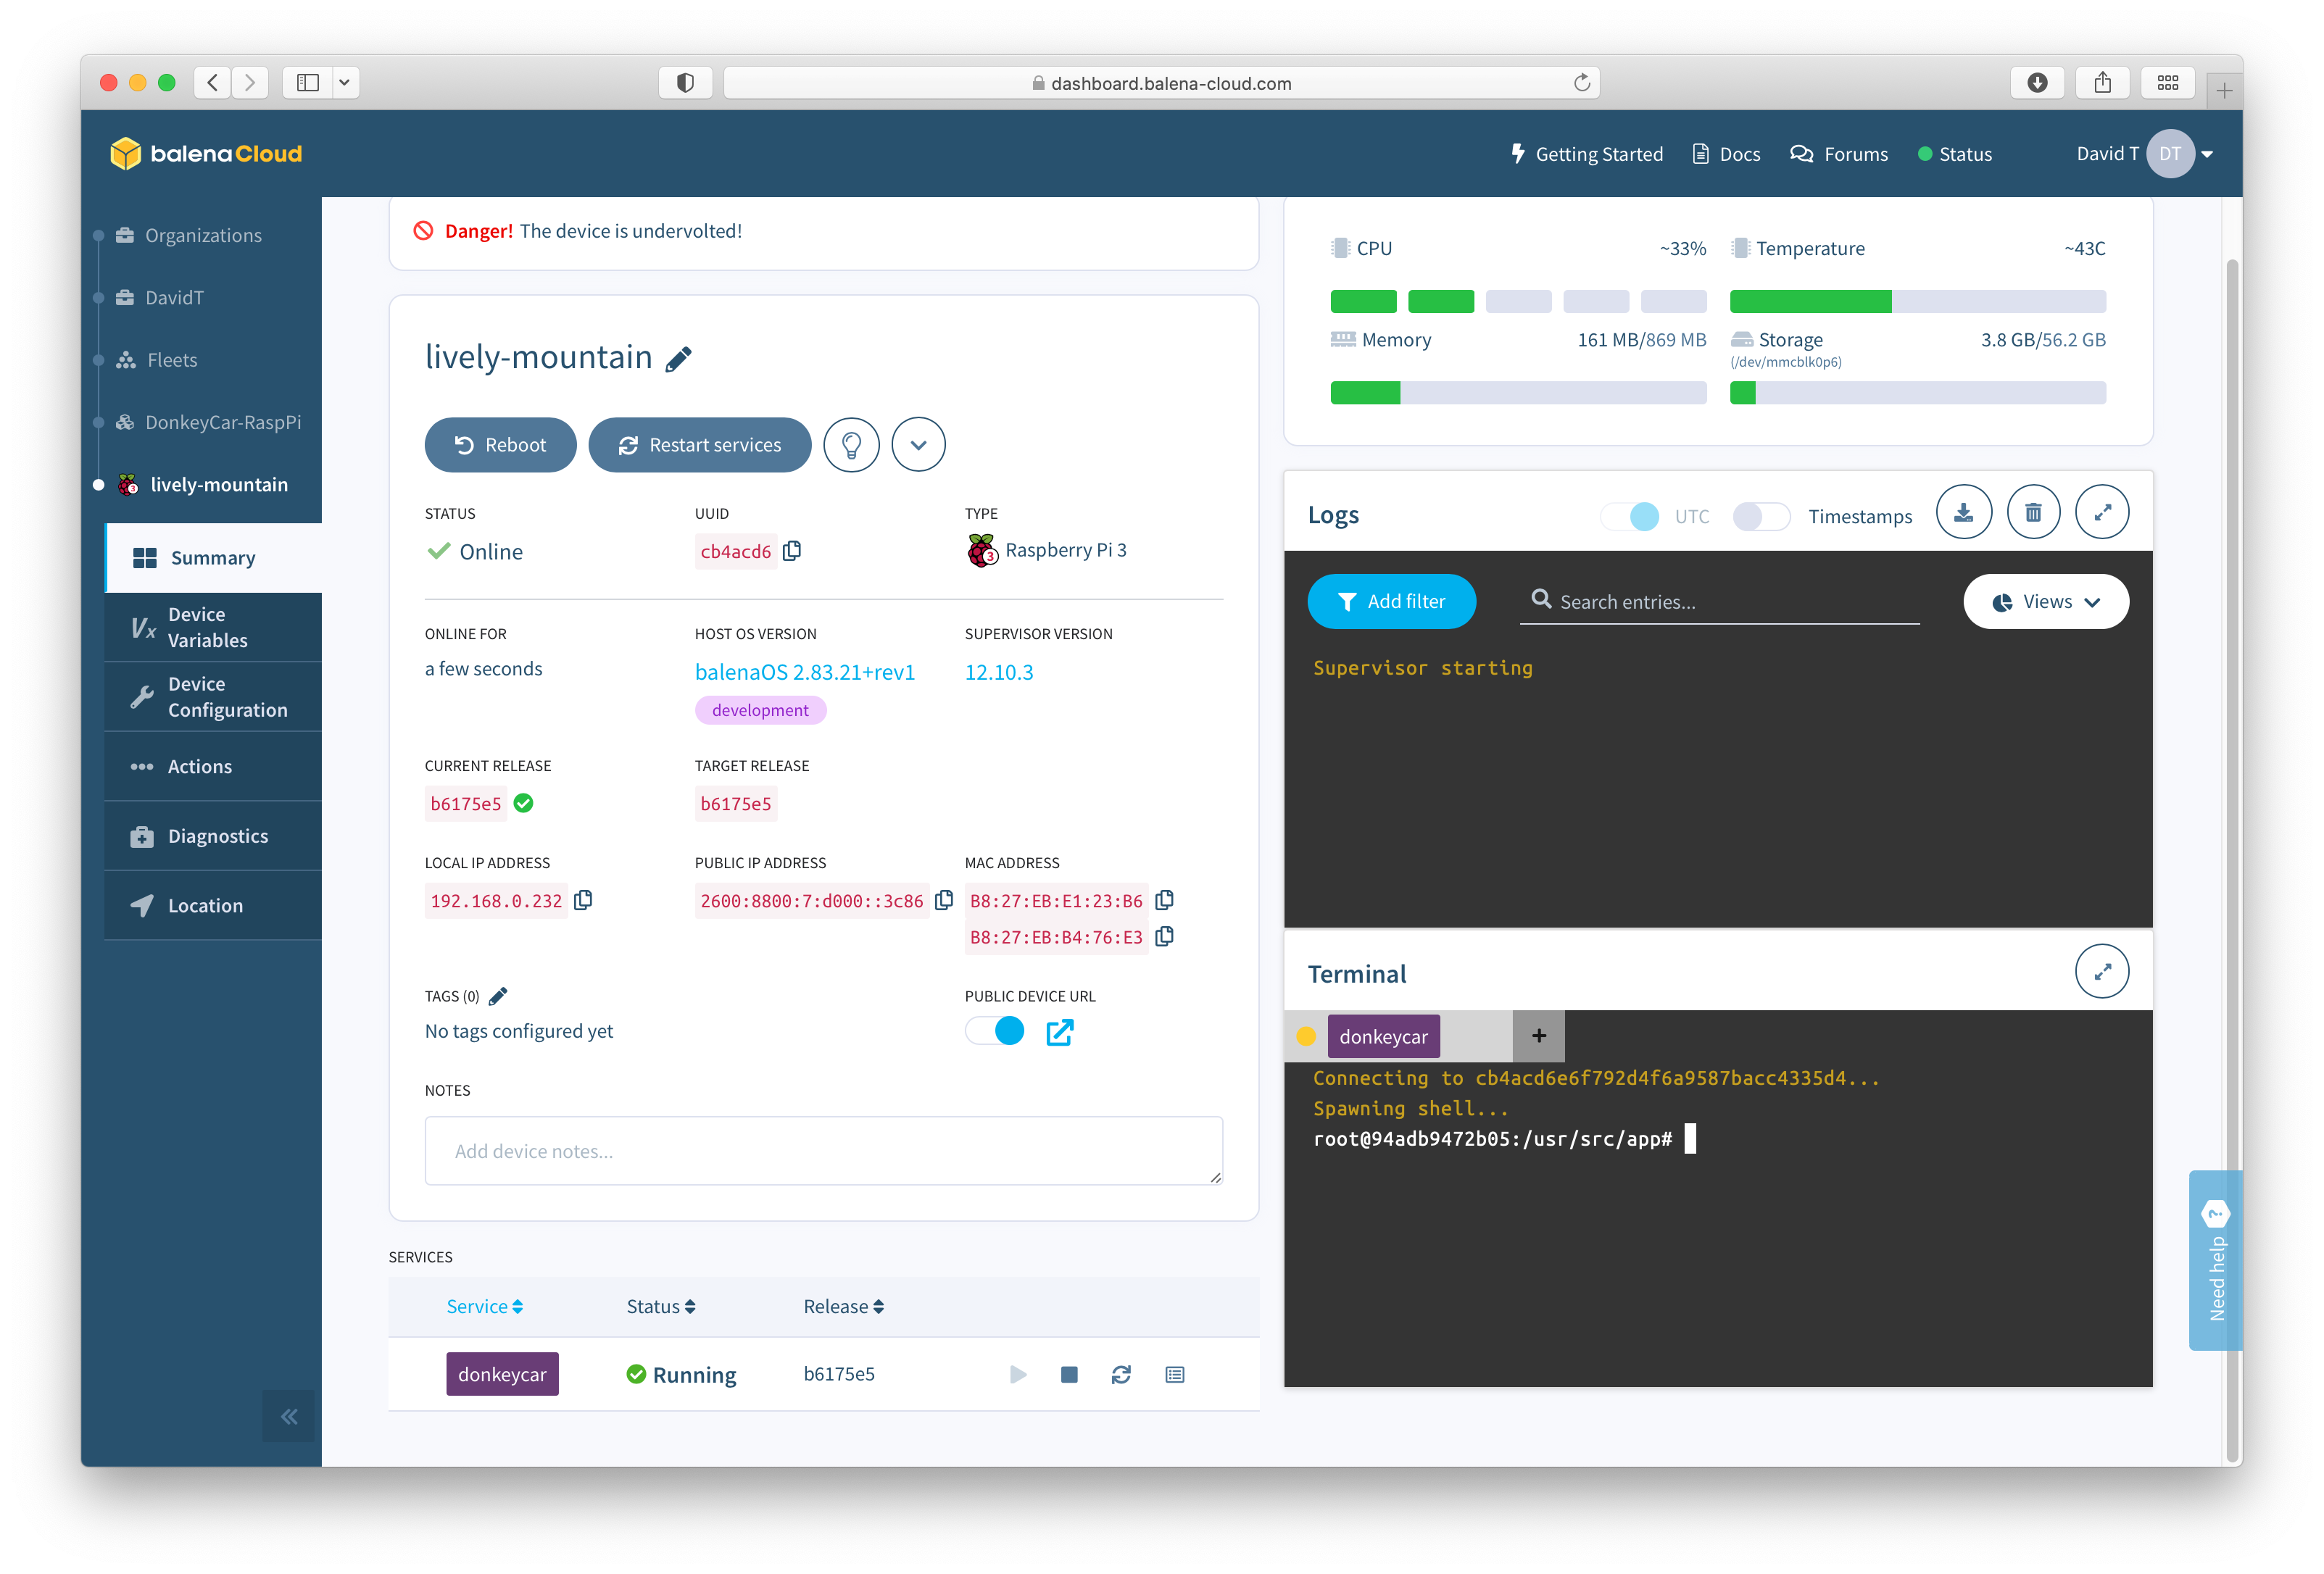 dashboard.balena-cloud.com
balenaCloud
Getting Started
Docs
Forums
Status
David T
DT
Organizations
DavidT
Fleets
DonkeyCar-RaspPi
3
lively-mountain
Summary
Vx
Device Variables
Device Configuration
Actions
Diagnostics
Location
Danger! The device is undervolted!
lively-mountain
Reboot
Restart services
STATUS
Online
UUID
cb4acd6
TYPE
3
Raspberry Pi 3
ONLINE FOR
a few seconds
HOST OS VERSION
balenaOS 2.83.21+rev1
development
SUPERVISOR VERSION
12.10.3
CURRENT RELEASE
b6175e5
TARGET RELEASE
b6175e5
LOCAL IP ADDRESS
192.168.0.232
PUBLIC IP ADDRESS
2600:8800:7:d000::3c86
MAC ADDRESS
B8:27:EB:E1:23:B6
B8:27:EB:B4:76:E3
TAGS (0)
No tags configured yet
PUBLIC DEVICE URL
NOTES
Add device notes...
SERVICES
Service
Status
Release
donkeycar
Running
b6175e5
CPU
~33%
Temperature
~43C
Memory
161 MB/869 MB
Storage
(/dev/mmcblk0p6)
3.8 GB/56.2 GB
Logs
UTC
Timestamps
Add filter
Search entries...
Views
Supervisor starting
Terminal
donkeycar
+
Connecting to cb4acd6e6f792d4f6a9587bacc4335d4...
Spawning shell...
root@94adb9472b05:/usr/src/app#
Need help
?